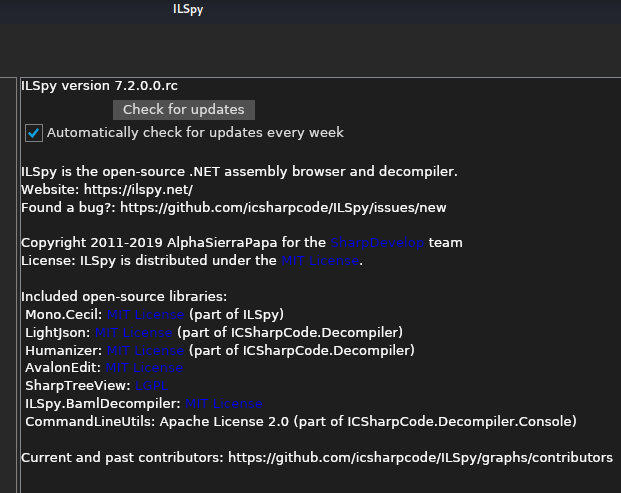 ILSpy
ILSpy version 7.2.0.0.rc
Check for updates
Automatically check for updates every week
ILSpy is the open-source .NET assembly browser and decompiler.
Website: https://ilspy.net/
Found a bug?: https://github.com/icsharpcode/ILSpy/issues/new
Copyright 2011-2019 AlphaSierraPapa for the SharpDevelop team
License: ILSpy is distributed under the MIT License.
Included open-source libraries:
Mono.Cecil: MIT License (part of ILSpy)
LightJson: MIT License (part of ICSharpCode.Decompiler)
Humanizer: MIT License (part of ICSharpCode.Decompiler)
AvalonEdit: MIT License
SharpTreeView: LGPL
ILSpy.BamlDecompiler: MIT License
CommandLineUtils: Apache License 2.0 (part of ICSharpCode.Decompiler.Console)
Current and past contributors: https://github.com/icsharpcode/ILSpy/graphs/contributors